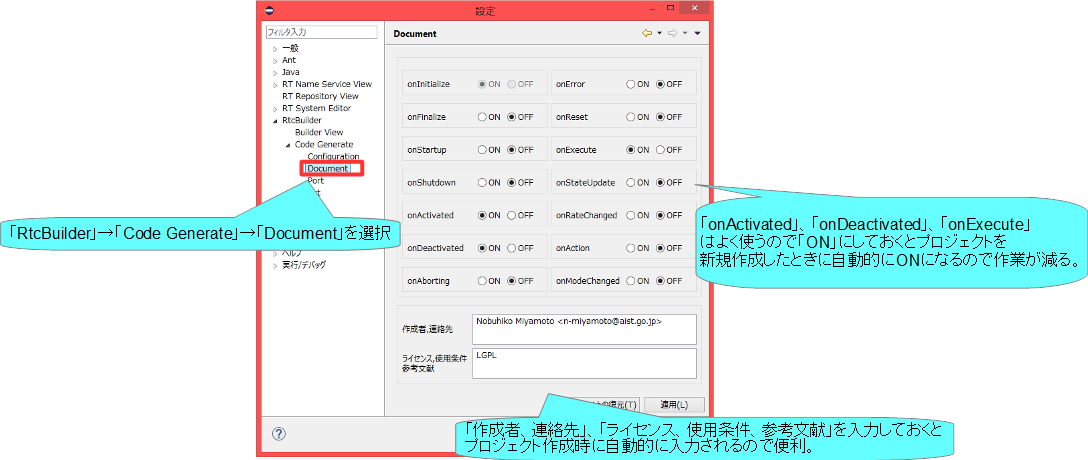 設定
フィルタ入力
一般
Ant
Java
RT Name Service View
RT Repository View
RT System Editor
RtcBuilder
Builder View
Code Generate
Configuration
Document
Port
ヘルプ
実行/デバッグ
Document
onInitialize ON OFF onError ON OFF
onFinalize ON OFF onReset ON OFF
onStartup ON OFF onExecute ON OFF
onShutdown ON OFF onStateUpdate ON OFF
onActivated ON OFF onRateChanged ON OFF
onDeactivated ON OFF onAction ON OFF
onAborting ON OFF onModeChanged ON OFF
作成者,連絡先 Nobuhiko Miyamoto <n-miyamoto@aist.go.jp>
ライセンス,使用条件 LGPL
参考文献
の復元(T) 適用(L)
「RtcBuilder」→「Code Generate」→「Document」を選択
「onActivated」、「onDeactivated」、「onExecute」
はよく使うので「ON」にしておくとプロジェクトを
新規作成したときに自動的にONになるので作業が減る。
「作成者、連絡先」、「ライセンス、使用条件、参考文献」を入力しておくと
プロジェクト作成時に自動的に入力されるので便利。